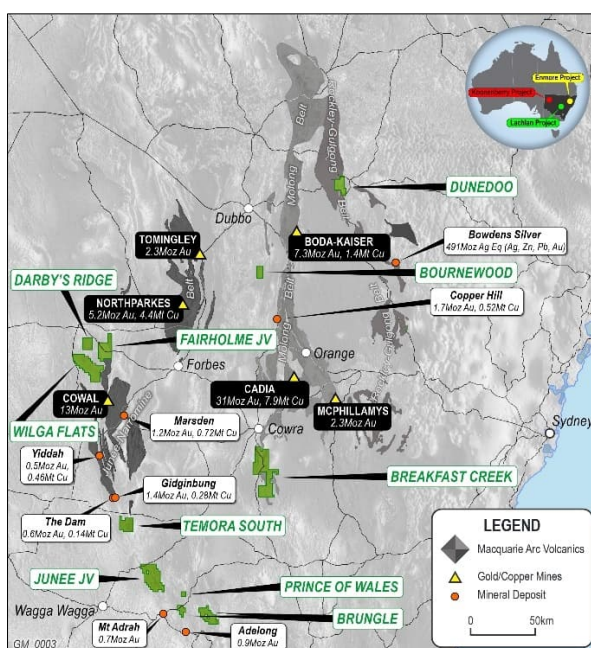 Enmore Project
Koonenberry Project
Lachlan Project
Rockley-Gulgong
Belt
Belt
Molong
DUNEDOO
Dubbo
TOMINGLEY
2.3Moz Au
BODA-KAISER
7.3Moz Au, 1.4Mt Cu
Bowdens Silver
491Moz Ag Eq (Ag, Zn, Pb, Au)
DARBY'S RIDGE
BOURNEWOOD
Belt
NORTHPARKES
5.2Moz Au, 4.4Mt Cu
Belt
Copper Hill
1.7Moz Au, 0.52Mt Cu
FAIRHOLME JV
Molong
Orange
Forbes
CADIA
31Moz Au, 7.9Mt Cu
COWAL
13Moz Au
MCPHILLAMYS
2.3Moz Au
Marsden
1.2Moz Au, 0.72Mt Cu
WILGA FLATS
Cowra
Sydney
Yiddah
0.5Moz Au,
0.46Mt Cu
Gidginbung
1.4Moz Au, 0.28Mt Cu
BREAKFAST CREEK
The Dam
0.6Moz Au, 0.14Mt Cu
TEMORA SOUTH
LEGEND
Macquarie Arc Volcanics
Gold/Copper Mines
Mineral Deposit
0
50km
JUNEE JV
PRINCE OF WALES
Wagga Wagga
BRUNGLE
Mt Adrah
0.7Moz Au
Adelong
0.9Moz Au
GM_0003